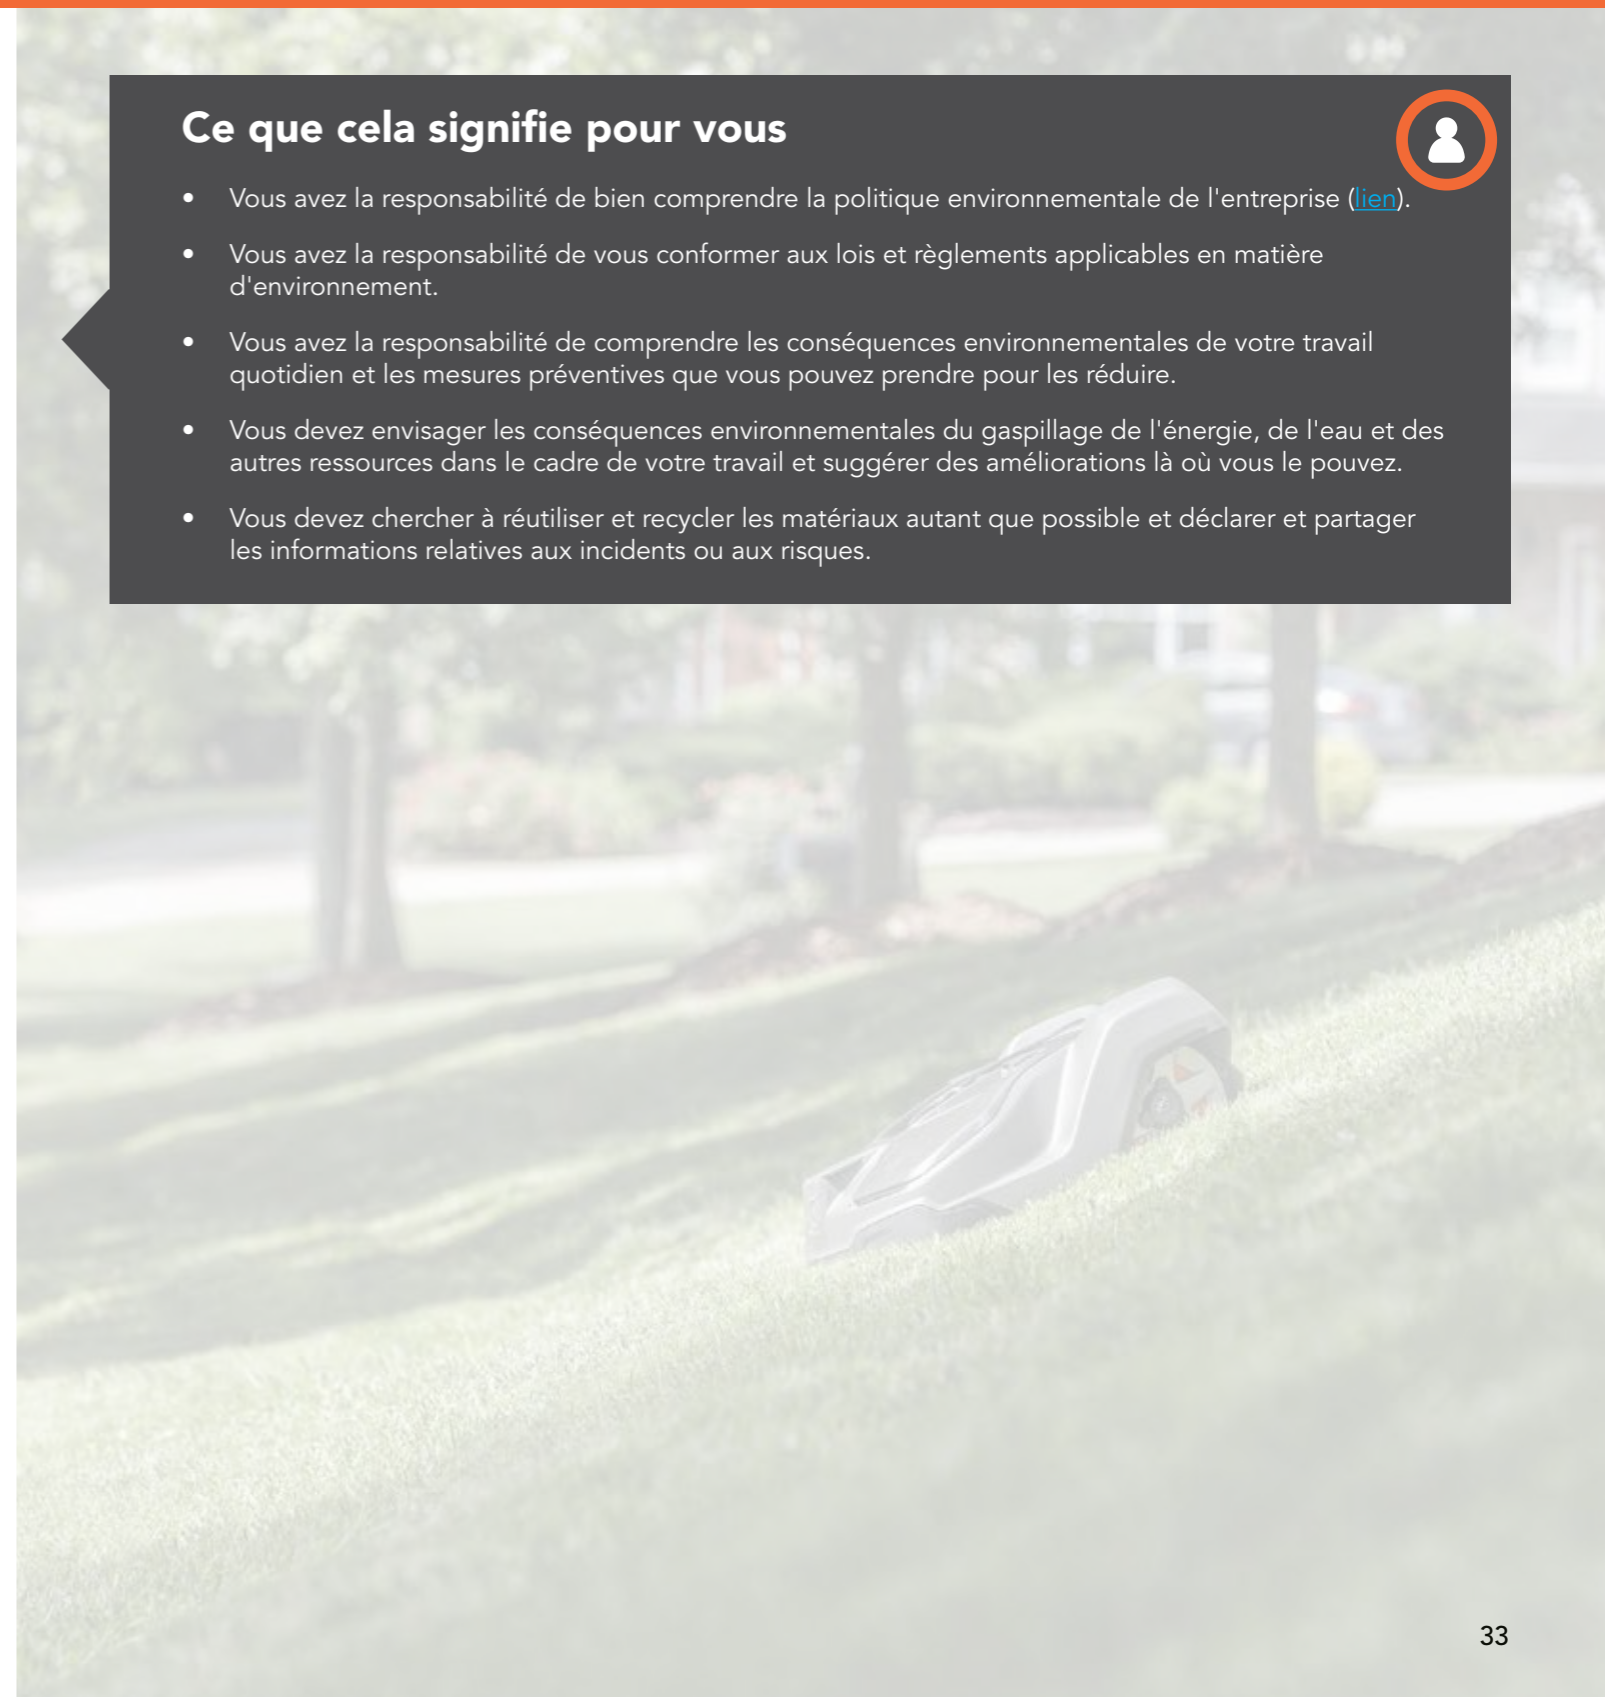 Ce que cela signifie pour vous
• Vous avez la responsabilité de bien comprendre la politique environnementale de l'entreprise (lien).
• Vous avez la responsabilité de vous conformer aux lois et règlements applicables en matière
d'environnement.
• Vous avez la responsabilité de comprendre les conséquences environnementales de votre travail
quotidien et les mesures préventives que vous pouvez prendre pour les réduire.
• Vous devez envisager les conséquences environnementales du gaspillage de l'énergie, de l'eau et des
autres ressources dans le cadre de votre travail et suggérer des améliorations là où vous le pouvez.
• Vous devez chercher à réutiliser et recycler les matériaux autant que possible et déclarer et partager
les informations relatives aux incidents ou aux risques.
33